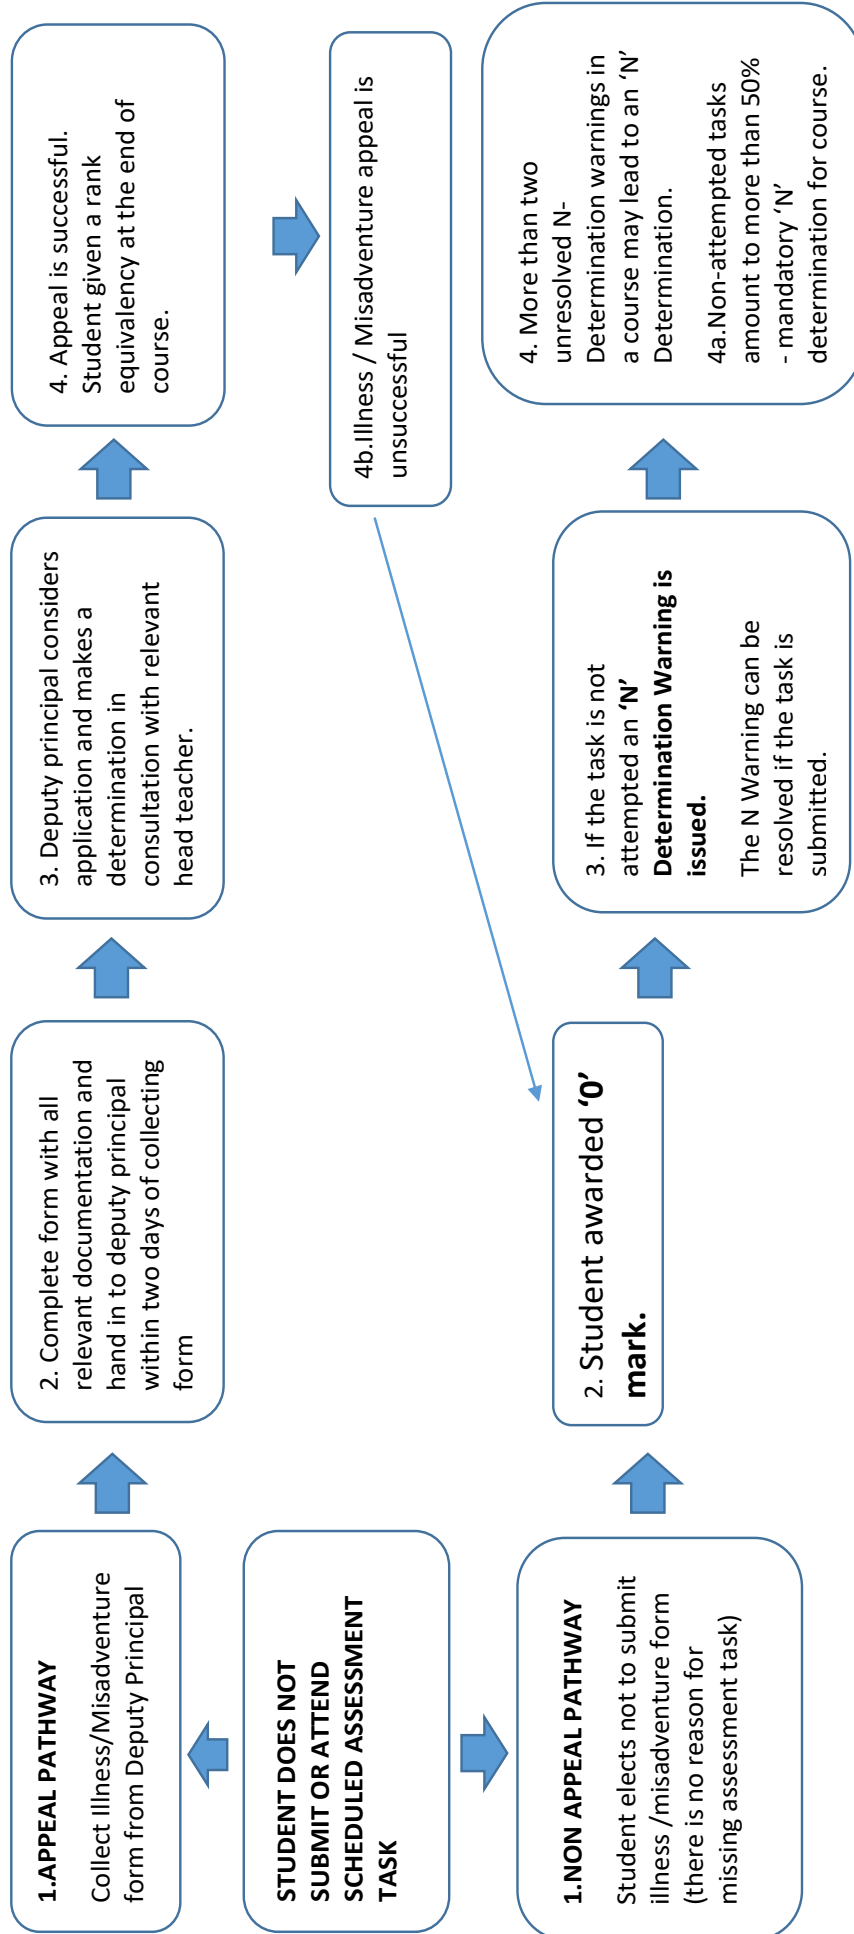 1.APPEAL PATHWAY
Collect Illness/Misadventure
form from Deputy Principal
2. Complete form with all
relevant documentation and
hand in to deputy principal
within two days of collecting
form
3. Deputy principal considers
application and makes a
determination in
consultation with relevant
head teacher.
4. Appeal is successful.
Student given a rank
equivalency at the end of
course.
STUDENT DOES NOT
SUBMIT OR ATTEND
SCHEDULED ASSESSMENT
TASK
4b.Illness / Misadventure appeal is
unsuccessful
1.NON APPEAL PATHWAY
Student elects not to submit
illness /misadventure form
(there is no reason for
missing assessment task)
2. Student awarded ‘0’
mark.
3. If the task is not
attempted an ‘N’
Determination Warning is
issued.
The N Warning can be
resolved if the task is
submitted.
4. More than two
unresolved N-
Determination warnings in
a course may lead to an ‘N’
Determination.
4a.Non-attempted tasks
amount to more than 50%
- mandatory ‘N’
determination for course.